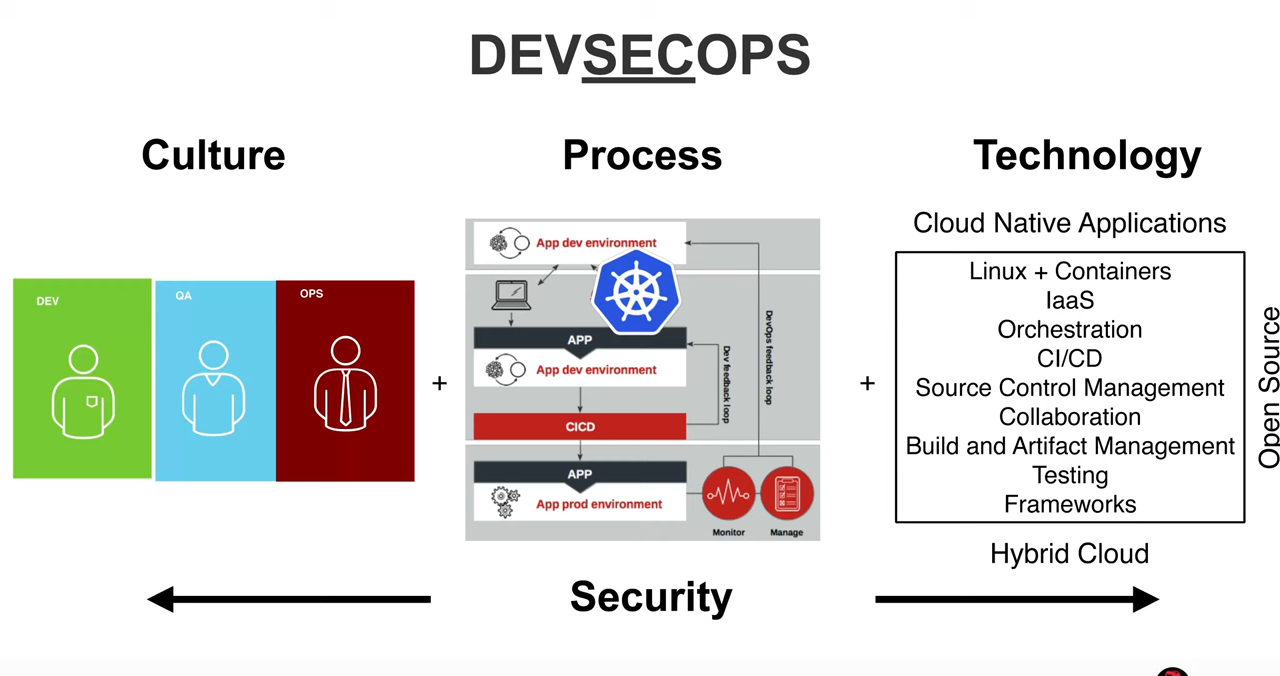 DEVSECOPS
Culture
Process
Technology
DEV
QA
OPS
+
App dev environment
APP
App dev environment
CICD
APP
App prod environment
Dev feedback loop
DevOps feedback loop
Monitor
Manage
+
Cloud Native Applications
Linux + Containers
IaaS
Orchestration
CI/CD
Source Control Management
Collaboration
Build and Artifact Management
Testing
Frameworks
Open Source
Hybrid Cloud
Security